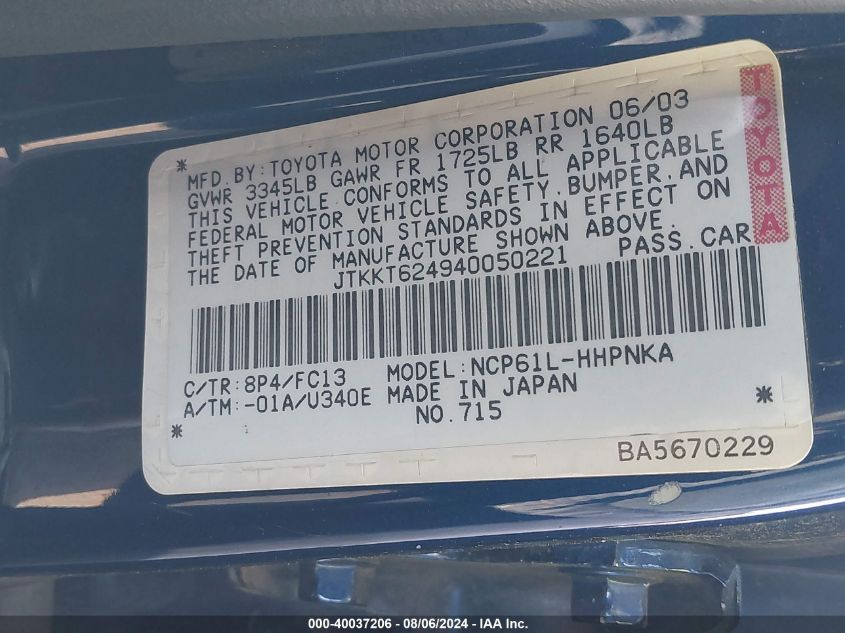 MFD. BY: TOYOTA MOTOR CORPORATION 06/03
GVWR 3345LB GAWR FR 1725LB RR 1640LB
THIS VEHICLE CONFORMS TO ALL APPLICABLE
FEDERAL MOTOR VEHICLE SAFETY, BUMPER, AND
THEFT PREVENTION STANDARDS IN EFFECT ON
THE DATE OF MANUFACTURE SHOWN ABOVE.
JTKKT624940050221 PASS. CAR
TOYOTA
C/TR: 8P4/FC13 MODEL: NCP61L-HHPNKA
A/TM: -01A/U340E MADE IN JAPAN
NO. 715
BA5670229
000-40037206 - 08/06/2024 - IAA Inc.